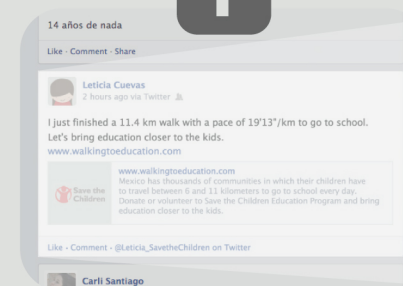 14 años de nada
Like · Comment · Share
Leticia Cuevas
2 hours ago via Twitter
I just finished a 11.4 km walk with a pace of 19'13"/km to go to school.
Let's bring education closer to the kids.
www.walkingtoeducation.com
Save the
Children
www.walkingtoeducation.com
Mexico has thousands of communities in which their children have
to travel between 6 and 11 kilometers to go to school every day.
Donate or volunteer to Save the Children Education Program and bring
education closer to the kids.
Like · Comment · @Leticia_SavetheChildren on Twitter
Carli Santiago